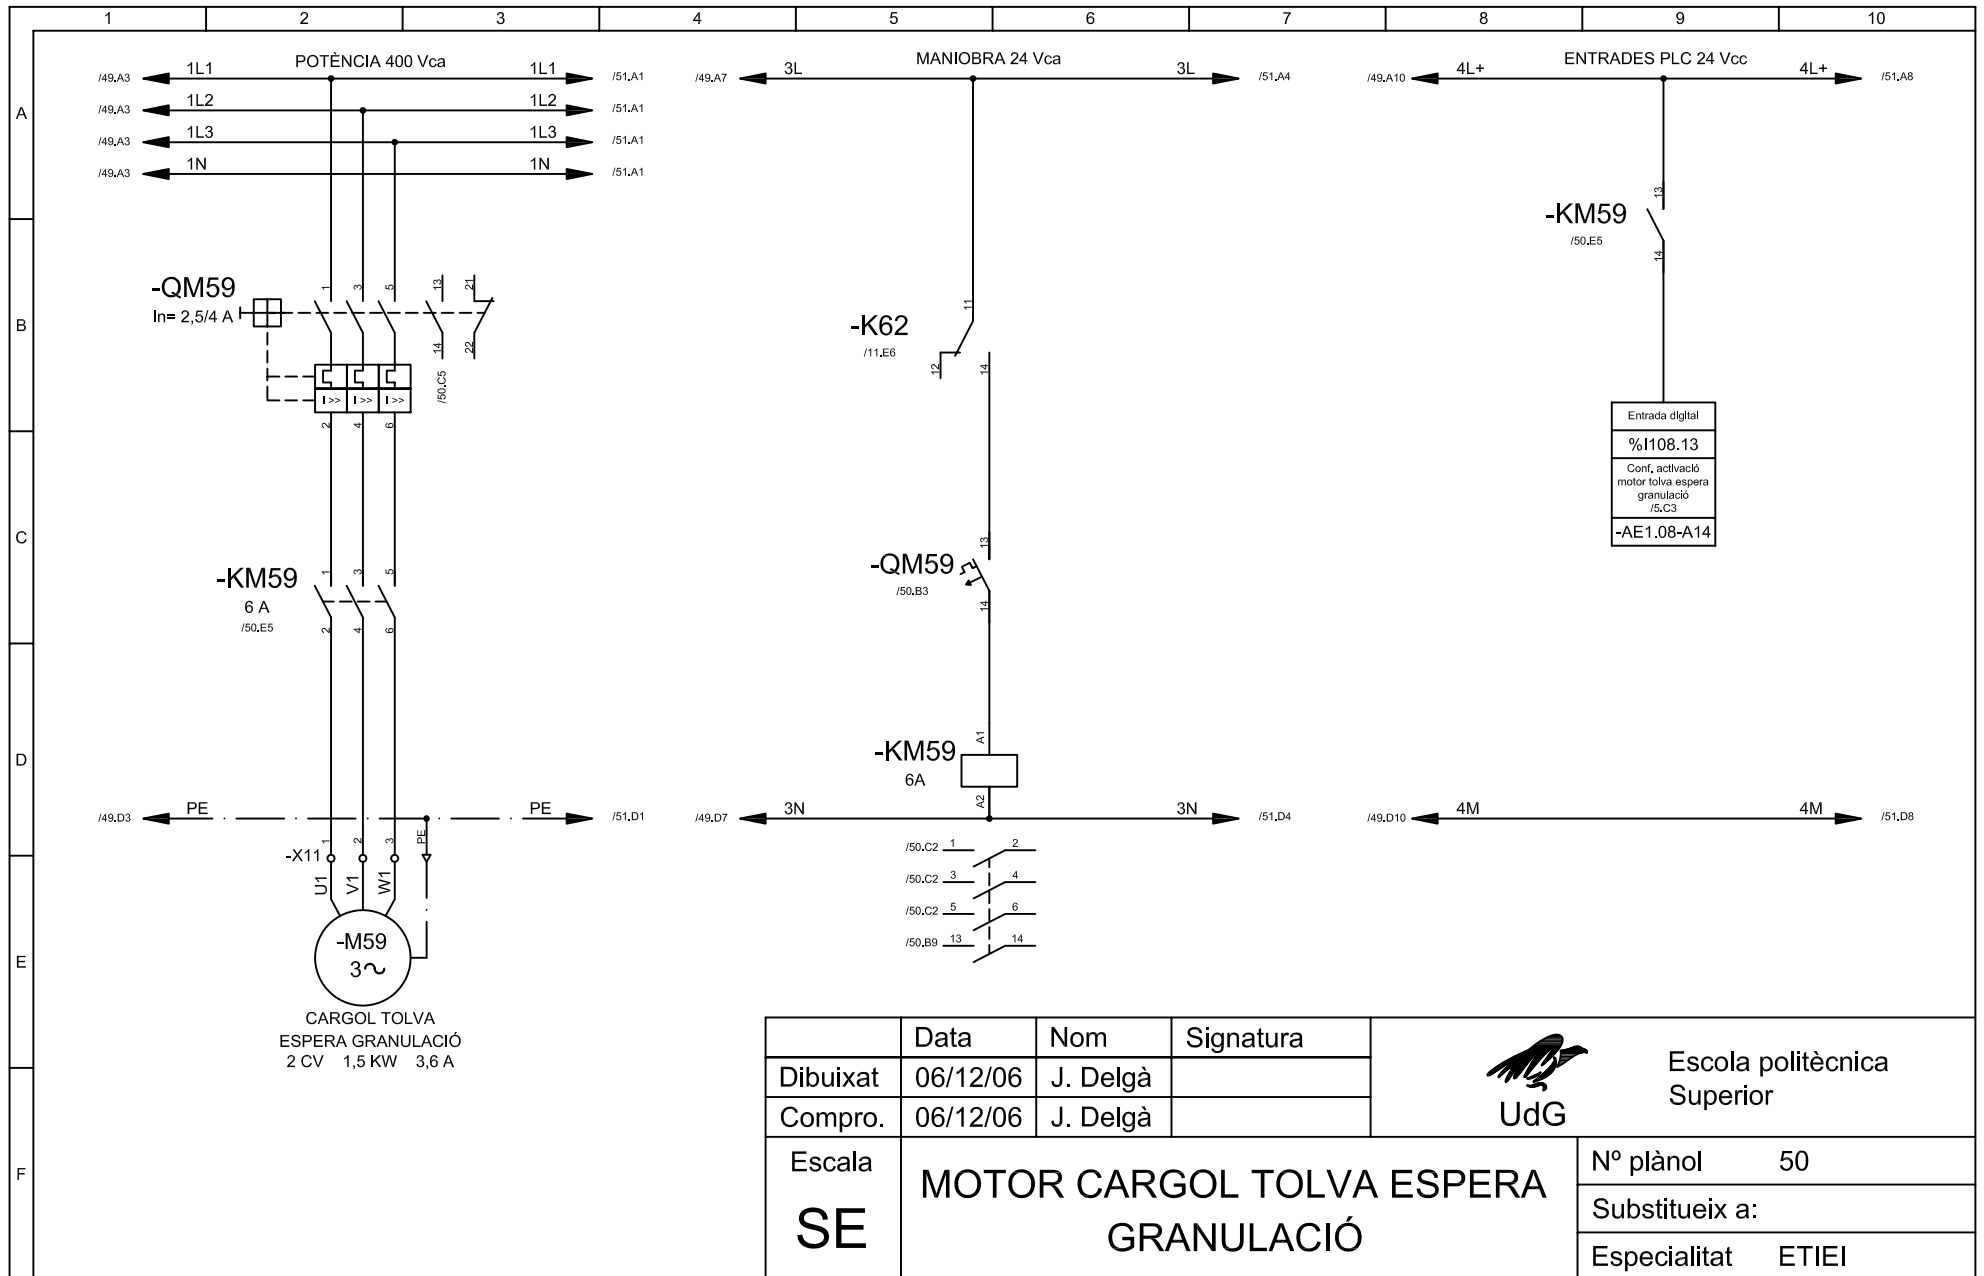 1 2 3 4 5 6 7 8 9 10
A
B
C
D
E
F
POTÈNCIA 400 Vca
/49.A3 1L1 1L1 /51.A1
/49.A3 1L2 1L2 /51.A1
/49.A3 1L3 1L3 /51.A1
/49.A3 1N 1N /51.A1
-QM59
In= 2,5/4 A
1 3 5 13 21
14 22
/50.C5
I >> I >> I >>
2 4 6
-KM59
6 A
/50.E5
1 3 5
2 4 6
/49.D3 PE PE /51.D1
1 2 3 PE
-X11
U1 V1 W1
-M59
3~
CARGOL TOLVA
ESPERA GRANULACIÓ
2 CV 1,5 KW 3,6 A
MANIOBRA 24 Vca
/49.A7 3L 3L /51.A4
-K62
/11.E6
11
12 14
-QM59
/50.B3
13
14
-KM59
6A
A1
A2
/49.D7 3N 3N /51.D4
/50.C2 1 2
/50.C2 3 4
/50.C2 5 6
/50.B9 13 14
ENTRADES PLC 24 Vcc
/49.A10 4L+ 4L+ /51.A8
-KM59
/50.E5
13
14
Entrada digital
%I108.13
Conf. activació
motor tolva espera
granulació
/5.C3
-AE1.08-A14
/49.D10 4M 4M /51.D8
Data Nom Signatura
Dibuixat 06/12/06 J. Delgà
Compro. 06/12/06 J. Delgà
UdG
Escola politècnica
Superior
Escala
SE
MOTOR CARGOL TOLVA ESPERA
GRANULACIÓ
Nº plànol 50
Substitueix a:
Especialitat ETIEI